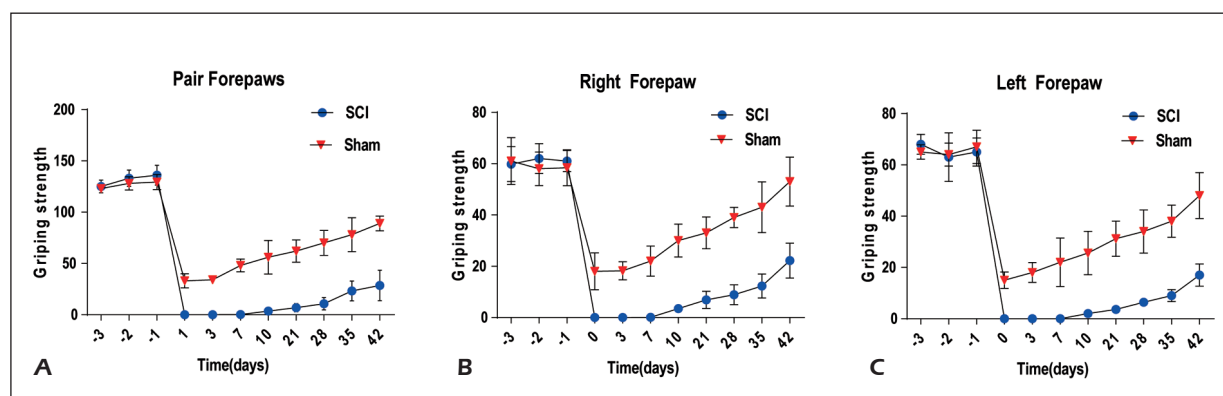 Pair Forepaws
200
150
100
50
0
Griping strength
SCI
Sham
-3 -2 -1 1 3 7 10 21 28 35 42
Time(days)
A
Right Forepaw
80
60
40
20
0
Griping strength
SCI
Sham
-3 -2 -1 0 3 7 10 21 28 35 42
Time(days)
B
Left Forepaw
80
60
40
20
0
Griping strength
SCI
Sham
-3 -2 -1 0 3 7 10 21 28 35 42
Time(days)
C